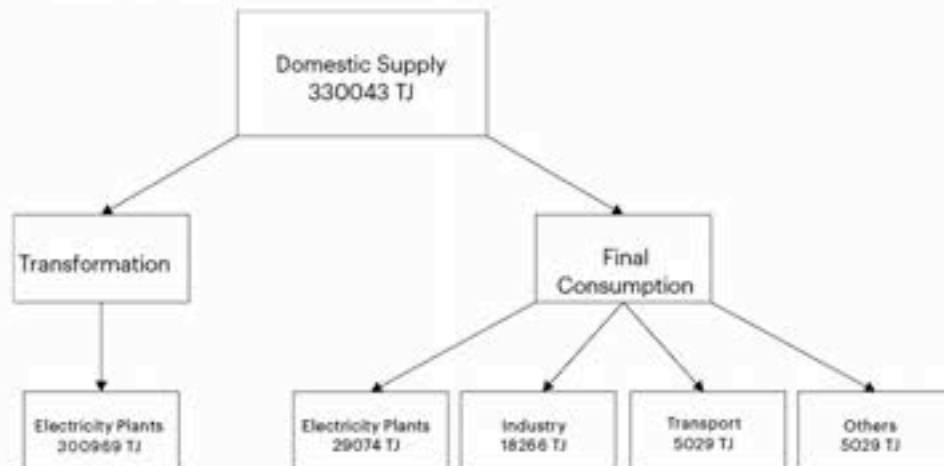 Domestic Supply
330043 TJ
Transformation
Final
Consumption
Electricity Plants
300969 TJ
Electricity Plants
29074 TJ
Industry
18266 TJ
Transport
5029 TJ
Others
5029 TJ